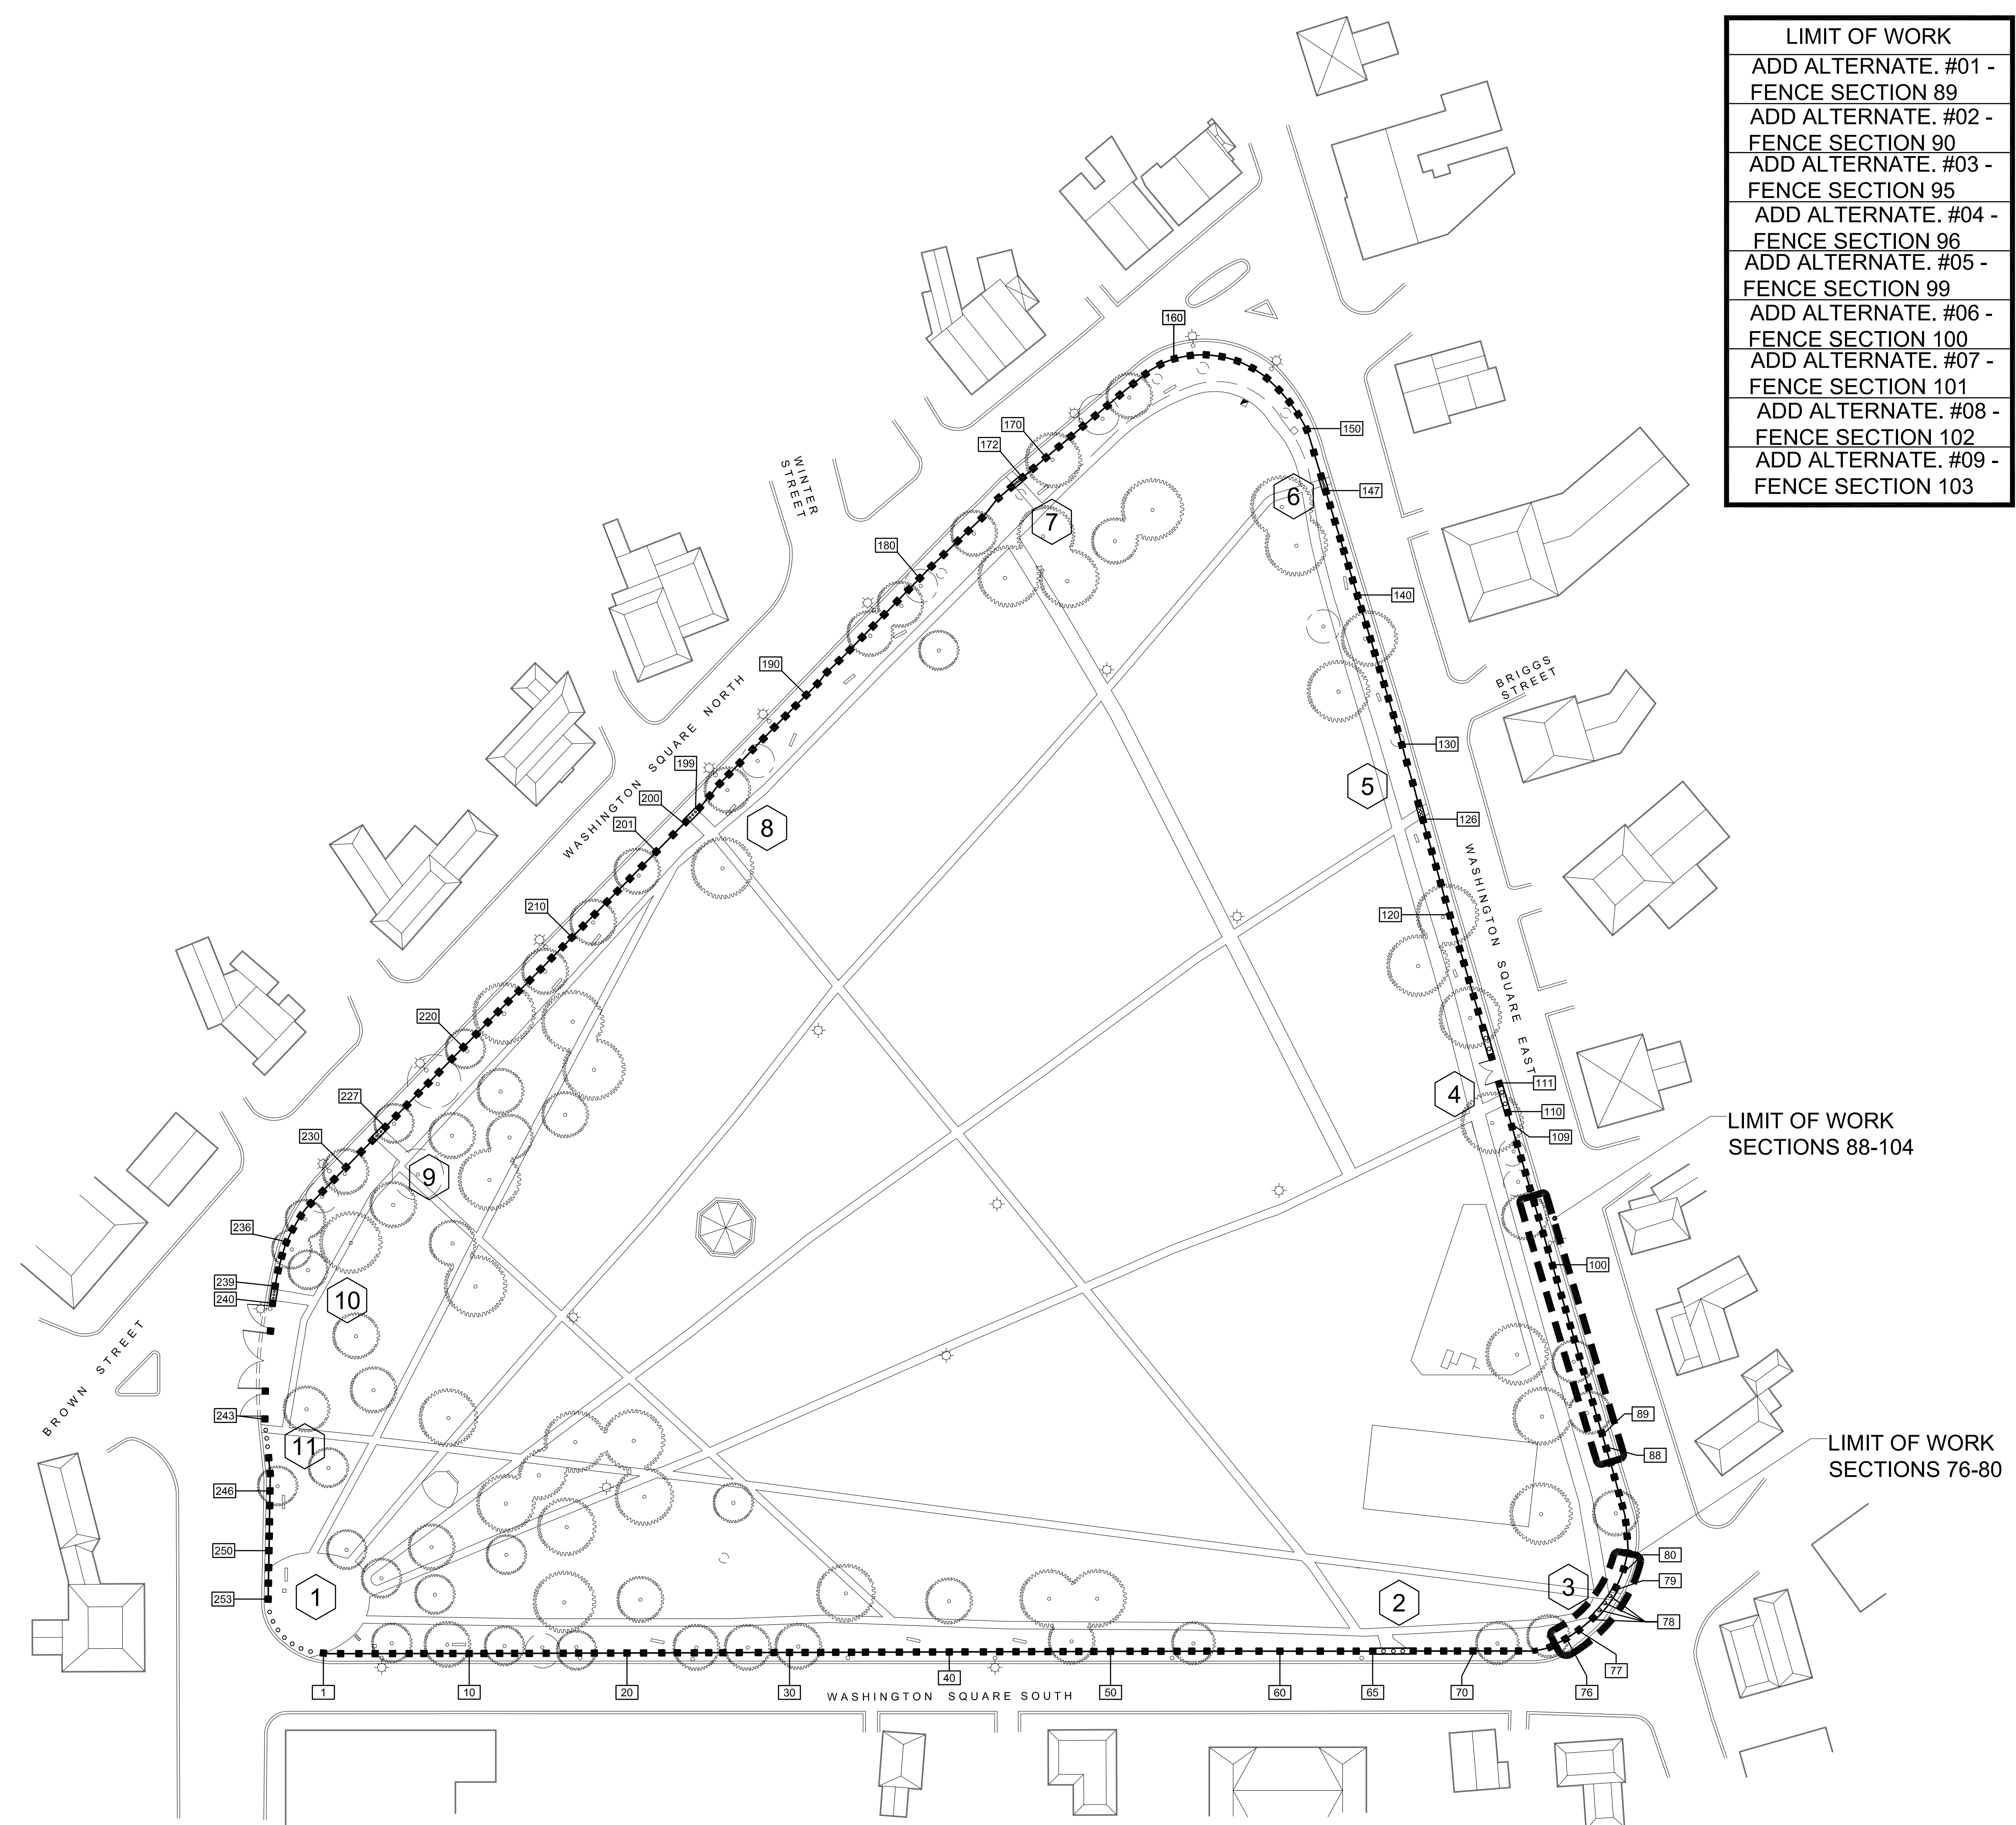 LIMIT OF WORK
ADD ALTERNATE. #01 -
FENCE SECTION 89
ADD ALTERNATE. #02 -
FENCE SECTION 90
ADD ALTERNATE. #03 -
FENCE SECTION 95
ADD ALTERNATE. #04 -
FENCE SECTION 96
ADD ALTERNATE. #05 -
FENCE SECTION 99
ADD ALTERNATE. #06 -
FENCE SECTION 100
ADD ALTERNATE. #07 -
FENCE SECTION 101
ADD ALTERNATE. #08 -
FENCE SECTION 102
ADD ALTERNATE. #09 -
FENCE SECTION 103
160
170
150
172
WINTER
STREET
147
6
7
180
140
190
BRIGGS
STREET
WASHINGTON SQUARE NORTH
130
199
5
200
126
201
8
WASHINGTON SQUARE EAST
210
120
220
111
4
227
110
LIMIT OF WORK
SECTIONS 88-104
230
109
9
236
100
239
240
10
BROWN STREET
243
89
11
88
LIMIT OF WORK
SECTIONS 76-80
246
250
80
79
3
253
1
2
78
77
1
10
20
30
40
50
60
65
70
76
WASHINGTON SQUARE SOUTH